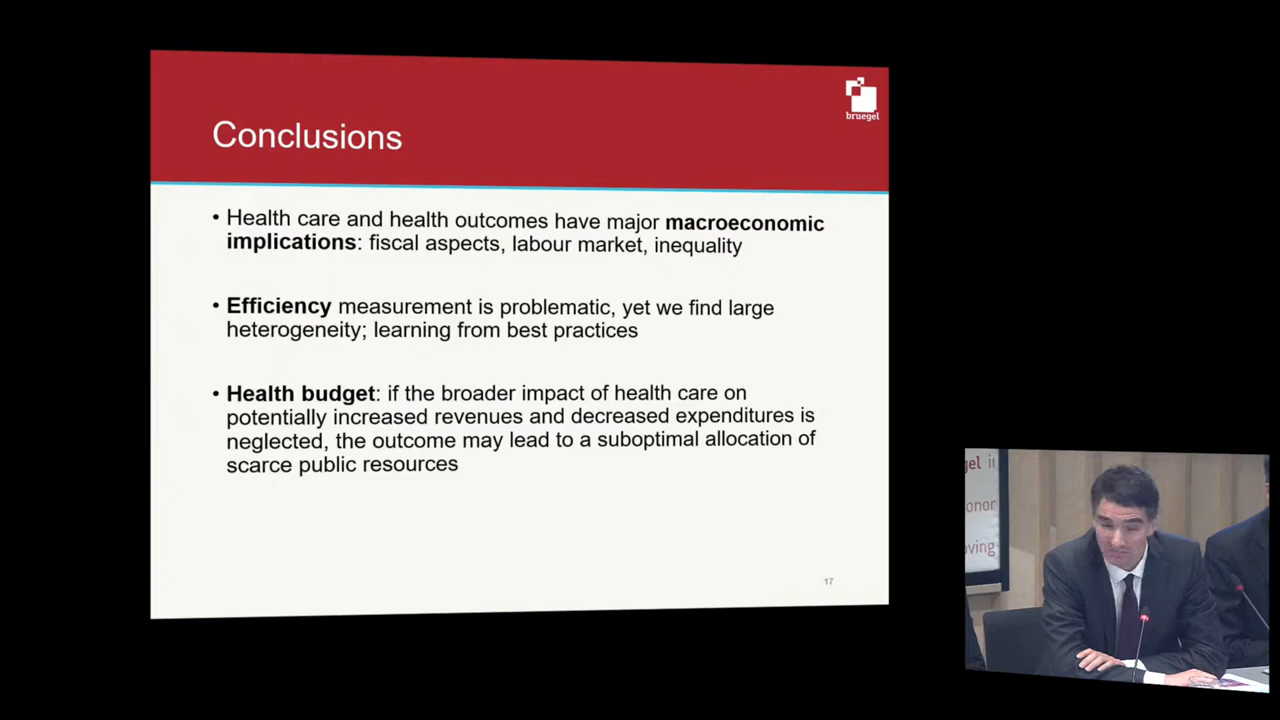 bruegel
Conclusions
• Health care and health outcomes have major macroeconomic
implications: fiscal aspects, labour market, inequality
• Efficiency measurement is problematic, yet we find large
heterogeneity; learning from best practices
• Health budget: if the broader impact of health care on
potentially increased revenues and decreased expenditures is
neglected, the outcome may lead to a suboptimal allocation of
scarce public resources
17